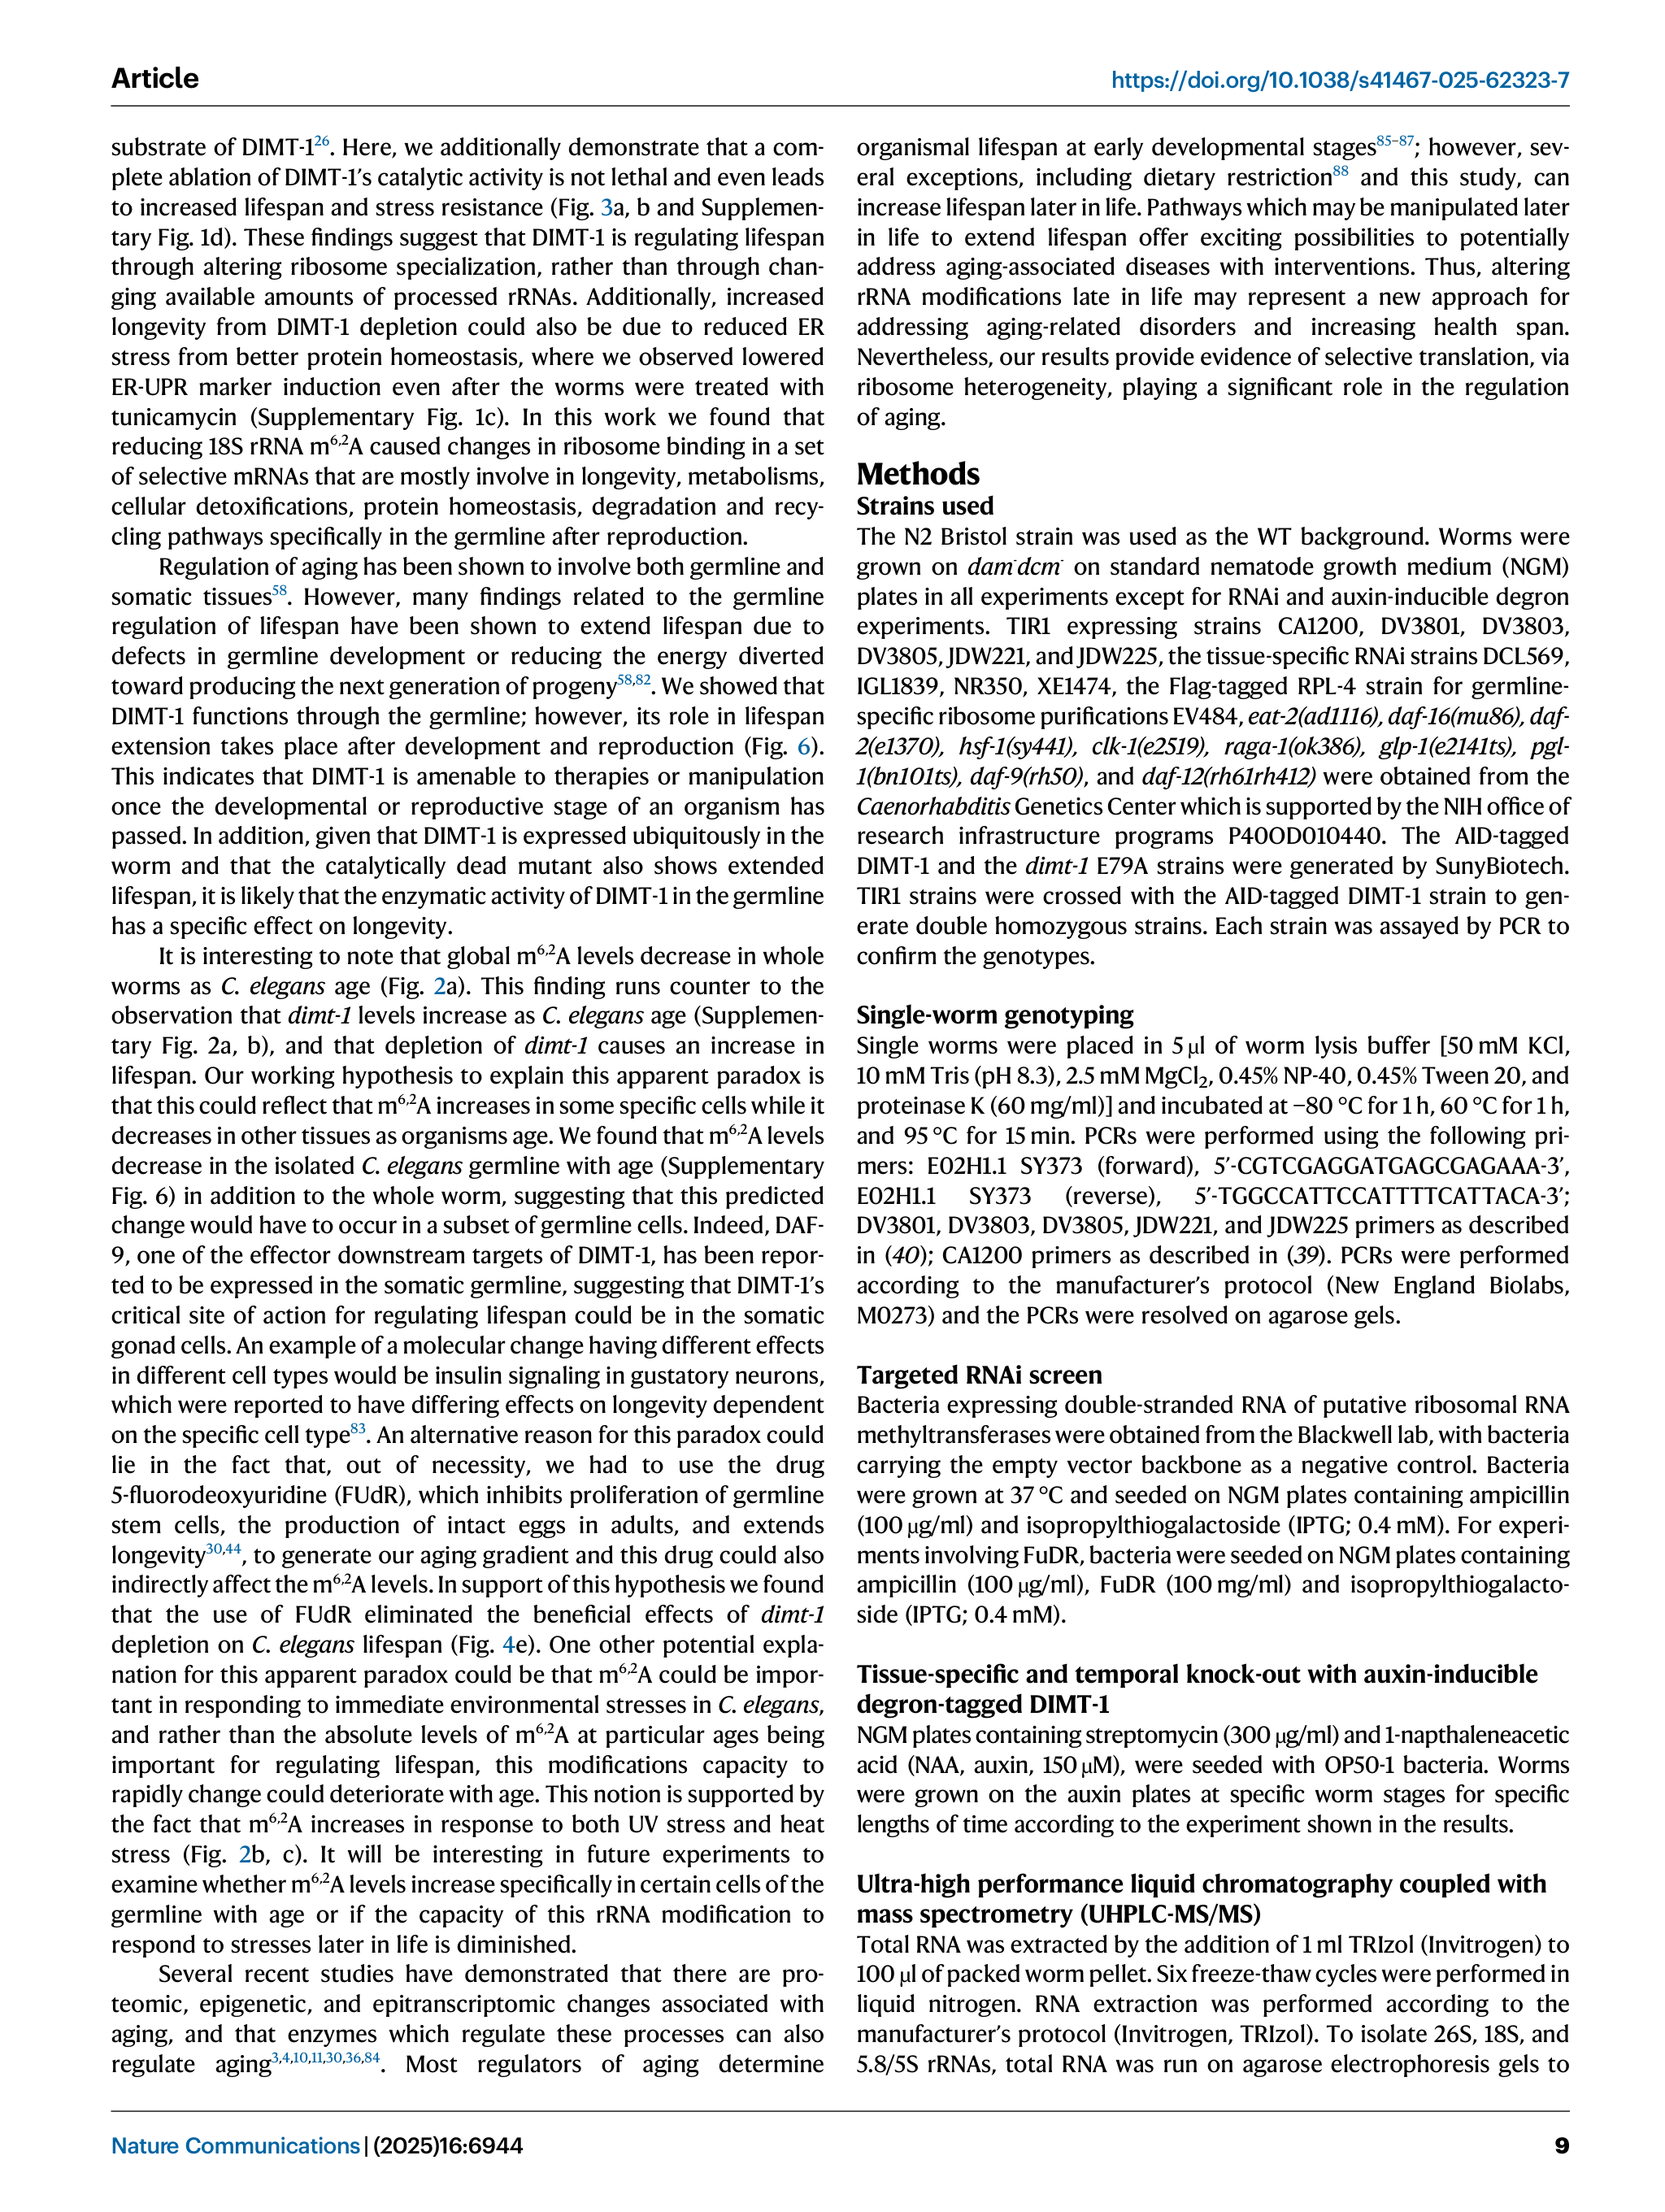 Article
https://doi.org/10.1038/s41467-025-62323-7
substrate of DIMT-126. Here, we additionally demonstrate that a com-
plete ablation of DIMT-1’s catalytic activity is not lethal and even leads
to increased lifespan and stress resistance (Fig. 3a, b and Supplemen-
tary Fig. 1d). These findings suggest that DIMT-1 is regulating lifespan
through altering ribosome specialization, rather than through chan-
ging available amounts of processed rRNAs. Additionally, increased
longevity from DIMT-1 depletion could also be due to reduced ER
stress from better protein homeostasis, where we observed lowered
ER-UPR marker induction even after the worms were treated with
tunicamycin (Supplementary Fig. 1c). In this work we found that
reducing 18S rRNA m6,2A caused changes in ribosome binding in a set
of selective mRNAs that are mostly involve in longevity, metabolisms,
cellular detoxifications, protein homeostasis, degradation and recy-
cling pathways specifically in the germline after reproduction.
Regulation of aging has been shown to involve both germline and
somatic tissues58. However, many findings related to the germline
regulation of lifespan have been shown to extend lifespan due to
defects in germline development or reducing the energy diverted
toward producing the next generation of progeny58,82. We showed that
DIMT-1 functions through the germline; however, its role in lifespan
extension takes place after development and reproduction (Fig. 6).
This indicates that DIMT-1 is amenable to therapies or manipulation
once the developmental or reproductive stage of an organism has
passed. In addition, given that DIMT-1 is expressed ubiquitously in the
worm and that the catalytically dead mutant also shows extended
lifespan, it is likely that the enzymatic activity of DIMT-1 in the germline
has a specific effect on longevity.
It is interesting to note that global m6,2A levels decrease in whole
worms as C. elegans age (Fig. 2a). This finding runs counter to the
observation that dimt-1 levels increase as C. elegans age (Supplemen-
tary Fig. 2a, b), and that depletion of dimt-1 causes an increase in
lifespan. Our working hypothesis to explain this apparent paradox is
that this could reflect that m6,2A increases in some specific cells while it
decreases in other tissues as organisms age. We found that m6,2A levels
decrease in the isolated C. elegans germline with age (Supplementary
Fig. 6) in addition to the whole worm, suggesting that this predicted
change would have to occur in a subset of germline cells. Indeed, DAF-
9, one of the effector downstream targets of DIMT-1, has been repor-
ted to be expressed in the somatic germline, suggesting that DIMT-1’s
critical site of action for regulating lifespan could be in the somatic
gonad cells. An example of a molecular change having different effects
in different cell types would be insulin signaling in gustatory neurons,
which were reported to have differing effects on longevity dependent
on the specific cell type83. An alternative reason for this paradox could
lie in the fact that, out of necessity, we had to use the drug
5-fluorodeoxyuridine (FUdR), which inhibits proliferation of germline
stem cells, the production of intact eggs in adults, and extends
longevity30,44, to generate our aging gradient and this drug could also
indirectly affect the m6,2A levels. In support of this hypothesis we found
that the use of FUdR eliminated the beneficial effects of dimt-1
depletion on C. elegans lifespan (Fig. 4e). One other potential expla-
nation for this apparent paradox could be that m6,2A could be impor-
tant in responding to immediate environmental stresses in C. elegans,
and rather than the absolute levels of m6,2A at particular ages being
important for regulating lifespan, this modifications capacity to
rapidly change could deteriorate with age. This notion is supported by
the fact that m6,2A increases in response to both UV stress and heat
stress (Fig. 2b, c). It will be interesting in future experiments to
examine whether m6,2A levels increase specifically in certain cells of the
germline with age or if the capacity of this rRNA modification to
respond to stresses later in life is diminished.
Several recent studies have demonstrated that there are pro-
teomic, epigenetic, and epitranscriptomic changes associated with
aging, and that enzymes which regulate these processes can also
regulate aging3,4,10,11,30,36,84. Most regulators of aging determine
organismal lifespan at early developmental stages85–87; however, sev-
eral exceptions, including dietary restriction88 and this study, can
increase lifespan later in life. Pathways which may be manipulated later
in life to extend lifespan offer exciting possibilities to potentially
address aging-associated diseases with interventions. Thus, altering
rRNA modifications late in life may represent a new approach for
addressing aging-related disorders and increasing health span.
Nevertheless, our results provide evidence of selective translation, via
ribosome heterogeneity, playing a significant role in the regulation
of aging.
Methods
Strains used
The N2 Bristol strain was used as the WT background. Worms were
grown on dam-dcm- on standard nematode growth medium (NGM)
plates in all experiments except for RNAi and auxin-inducible degron
experiments. TIR1 expressing strains CA1200, DV3801, DV3803,
DV3805, JDW221, and JDW225, the tissue-specific RNAi strains DCL569,
IGL1839, NR350, XE1474, the Flag-tagged RPL-4 strain for germline-
specific ribosome purifications EV484, eat-2(ad1116), daf-16(mu86), daf-
2(e1370), hsf-1(sy441), clk-1(e2519), raga-1(ok386), glp-1(e2141ts), pgl-
1(bn101ts), daf-9(rh50), and daf-12(rh61rh412) were obtained from the
Caenorhabditis Genetics Center which is supported by the NIH office of
research infrastructure programs P40OD010440. The AID-tagged
DIMT-1 and the dimt-1 E79A strains were generated by SunyBiotech.
TIR1 strains were crossed with the AID-tagged DIMT-1 strain to gen-
erate double homozygous strains. Each strain was assayed by PCR to
confirm the genotypes.
Single-worm genotyping
Single worms were placed in 5 μl of worm lysis buffer [50 mM KCl,
10 mM Tris (pH 8.3), 2.5 mM MgCl2, 0.45% NP-40, 0.45% Tween 20, and
proteinase K (60 mg/ml)] and incubated at −80 °C for 1 h, 60 °C for 1 h,
and 95 °C for 15 min. PCRs were performed using the following pri-
mers: E02H1.1 SY373 (forward), 5’-CGTCGAGGATGAGCGAGAAA-3’,
E02H1.1 SY373 (reverse), 5’-TGGCCATTCCATTTTCATTACA-3’;
DV3801, DV3803, DV3805, JDW221, and JDW225 primers as described
in (40); CA1200 primers as described in (39). PCRs were performed
according to the manufacturer’s protocol (New England Biolabs,
M0273) and the PCRs were resolved on agarose gels.
Targeted RNAi screen
Bacteria expressing double-stranded RNA of putative ribosomal RNA
methyltransferases were obtained from the Blackwell lab, with bacteria
carrying the empty vector backbone as a negative control. Bacteria
were grown at 37 °C and seeded on NGM plates containing ampicillin
(100 μg/ml) and isopropylthiogalactoside (IPTG; 0.4 mM). For experi-
ments involving FuDR, bacteria were seeded on NGM plates containing
ampicillin (100 μg/ml), FuDR (100 mg/ml) and isopropylthiogalacto-
side (IPTG; 0.4 mM).
Tissue-specific and temporal knock-out with auxin-inducible
degron-tagged DIMT-1
NGM plates containing streptomycin (300 μg/ml) and 1-napthaleneacetic
acid (NAA, auxin, 150 μM), were seeded with OP50-1 bacteria. Worms
were grown on the auxin plates at specific worm stages for specific
lengths of time according to the experiment shown in the results.
Ultra-high performance liquid chromatography coupled with
mass spectrometry (UHPLC-MS/MS)
Total RNA was extracted by the addition of 1 ml TRIzol (Invitrogen) to
100 μl of packed worm pellet. Six freeze-thaw cycles were performed in
liquid nitrogen. RNA extraction was performed according to the
manufacturer’s protocol (Invitrogen, TRIzol). To isolate 26S, 18S, and
5.8/5S rRNAs, total RNA was run on agarose electrophoresis gels to
Nature Communications | (2025)16:6944
9